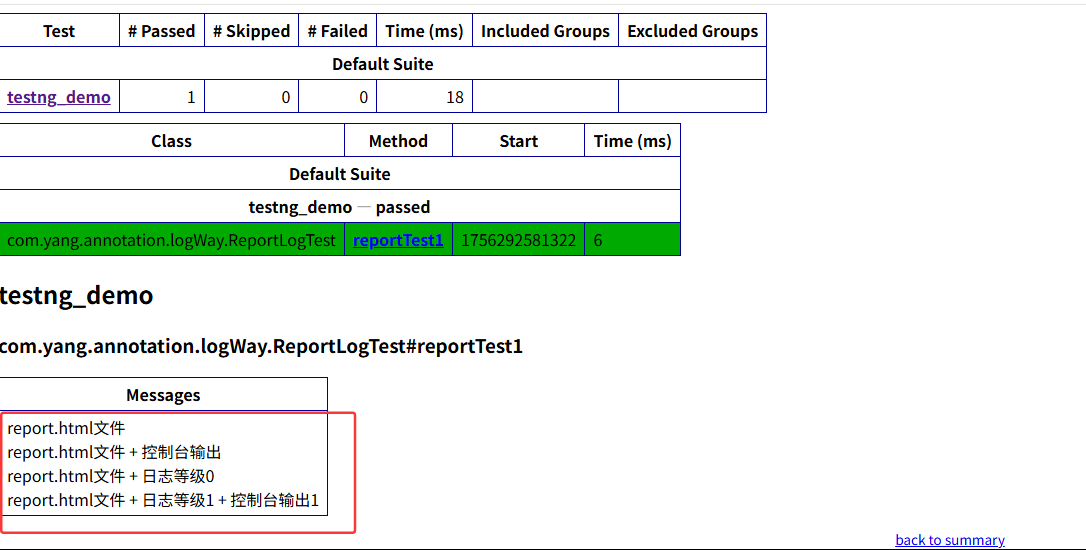 Test # Passed # Skipped # Failed Time (ms) Included Groups Excluded Groups
Default Suite
testng_demo 1 0 0 18
Class Method Start Time (ms)
Default Suite
testng_demo — passed
com.yang.annotation.logWay.ReportLogTest reportTest1 1756292581322 6
testng_demo
com.yang.annotation.logWay.ReportLogTest#reportTest1
Messages
report.html文件
report.html文件 + 控制台输出
report.html文件 + 日志等级0
report.html文件 + 日志等级1 + 控制台输出1
back to summary